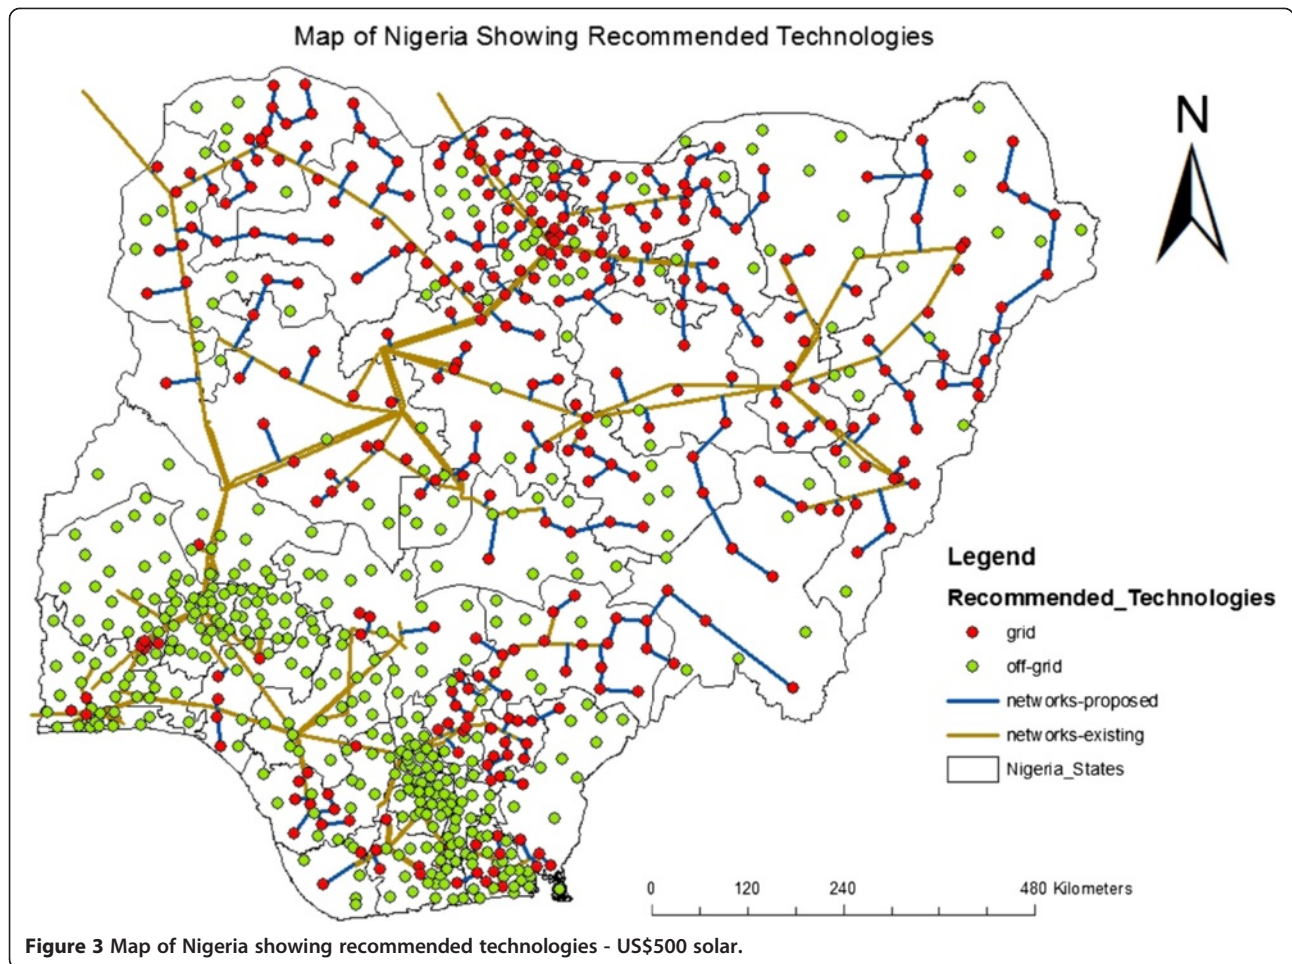 Map of Nigeria Showing Recommended Technologies
N
Legend
Recommended_Technologies
grid
off-grid
networks-proposed
networks-existing
Nigeria_States
0 120 240 480 Kilometers
Figure 3 Map of Nigeria showing recommended technologies - US$500 solar.